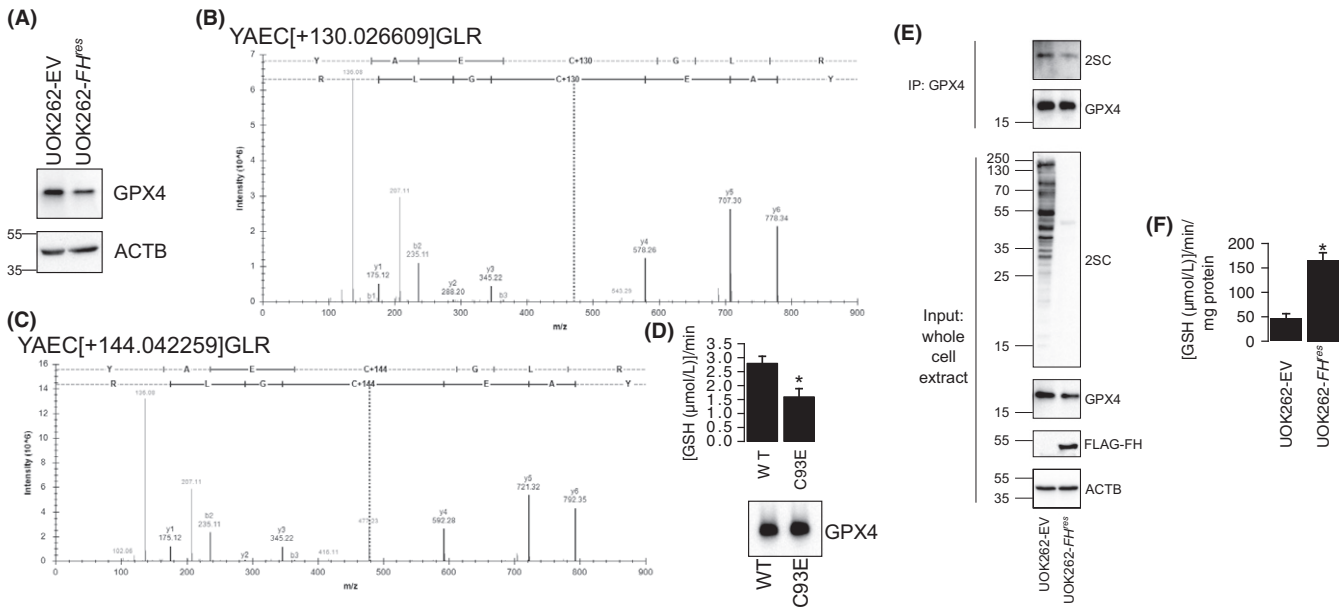 (A)
UOK262-EV
UOK262-FHres
GPX4
55
35
ACTB
(B)
YAEC[+130.026609]GLR
Y A E C+130 G L R
R L G C+130 E A Y
Intensity (10^6)
7
6
5
4
3
2
1
0
136.08
207.11
b2
235.11
y1
175.12
b1
y2
288.20
y3
345.22
b3
543.29
y4
578.26
y5
707.30
y6
778.34
0 100 200 300 400 500 600 700 800 900
m/z
(C)
YAEC[+144.042259]GLR
Y A E C+144 G L R
R L G C+144 E A Y
Intensity (10^6)
16
14
12
10
8
6
4
2
0
136.08
207.11
b2
235.11
102.08
y1
175.12
y2
y3
345.22
b3
416.11
y4
592.28
y5
721.32
y6
792.35
0 100 200 300 400 500 600 700 800 900
m/z
(D)
[GSH (µmol/L)]/min
3.5
3.0
2.5
2.0
1.5
1.0
0.5
0.0
*
WT
C93E
GPX4
WT
C93E
(E)
IP: GPX4
2SC
GPX4
15
Input:
whole
cell
extract
250
130
70
55
35
25
15
2SC
GPX4
15
55
FLAG-FH
55
35
ACTB
UOK262-EV
UOK262-FHres
(F)
[GSH (µmol/L)]/min/
mg protein
200
150
100
50
0
*
UOK262-EV
UOK262-FHres